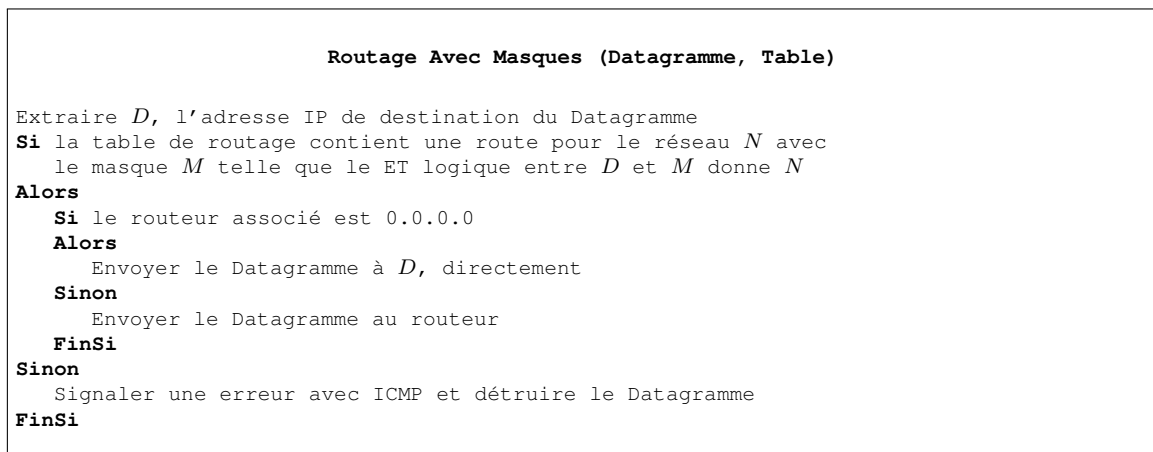 Routage Avec Masques (Datagramme, Table)
Extraire D, l'adresse IP de destination du Datagramme
Si la table de routage contient une route pour le réseau N avec
le masque M telle que le ET logique entre D et M donne N
Alors
Si le routeur associé est 0.0.0.0
Alors
Envoyer le Datagramme à D, directement
Sinon
Envoyer le Datagramme au routeur
FinSi
Sinon
Signaler une erreur avec ICMP et détruire le Datagramme
FinSi